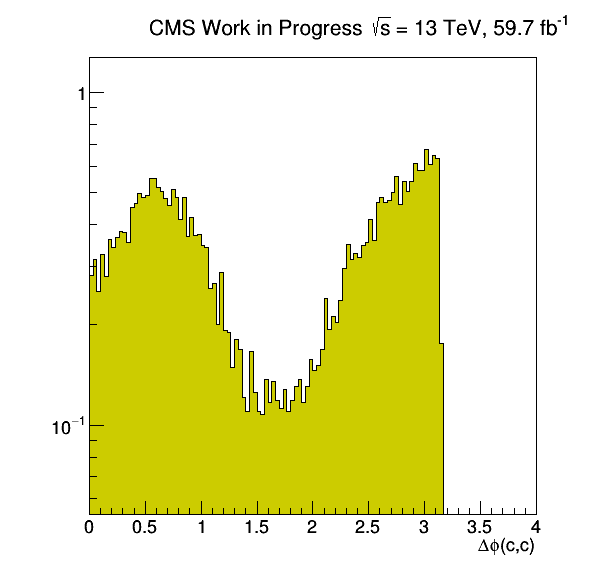 CMS Work in Progress √s = 13 TeV, 59.7 fb⁻¹
1
10⁻¹
0 0.5 1 1.5 2 2.5 3 3.5 4
Δϕ(c,c)